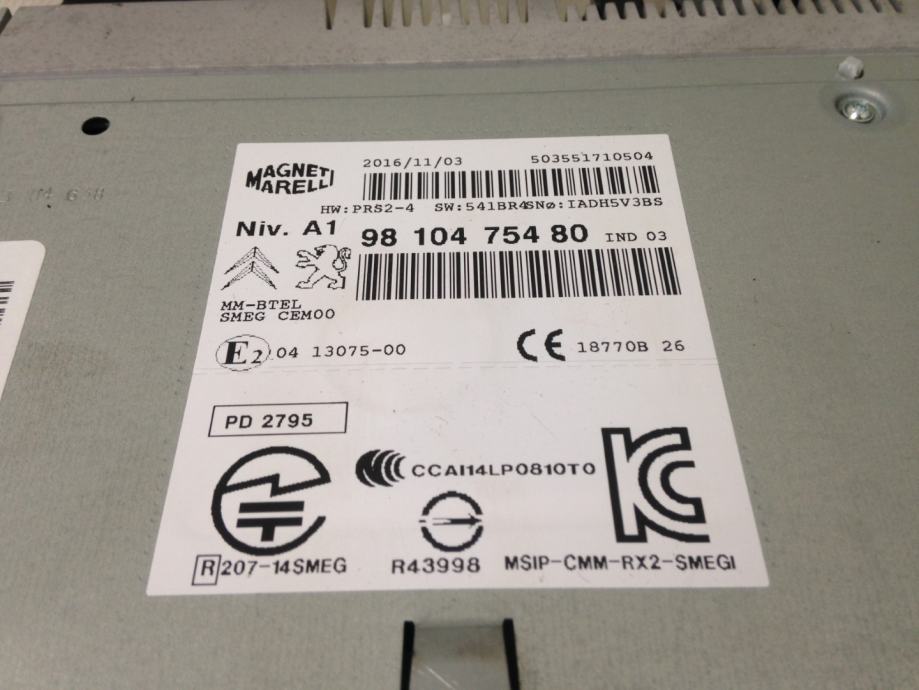 MAGNETI
MARELLI
2016/11/03 503551710504
HW:PRS2-4 SW:541BR4SNø:IADH5V3BS
Niv. A1 98 104 754 80 IND 03
MM-BTEL
SMEG CEM00
E2 04 13075-00
CE 18770B 26
PD 2795
CCAI14LP0810T0
R 207-14SMEG
R43998
MSIP-CMM-RX2-SMEGI